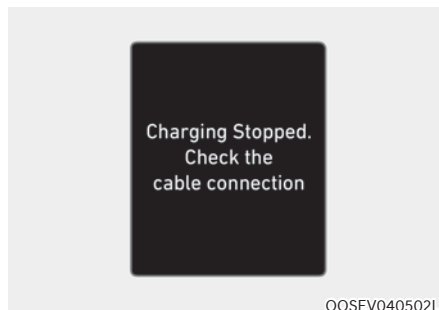 Charging Stopped.
Check the
cable connection
OOSEV040502L